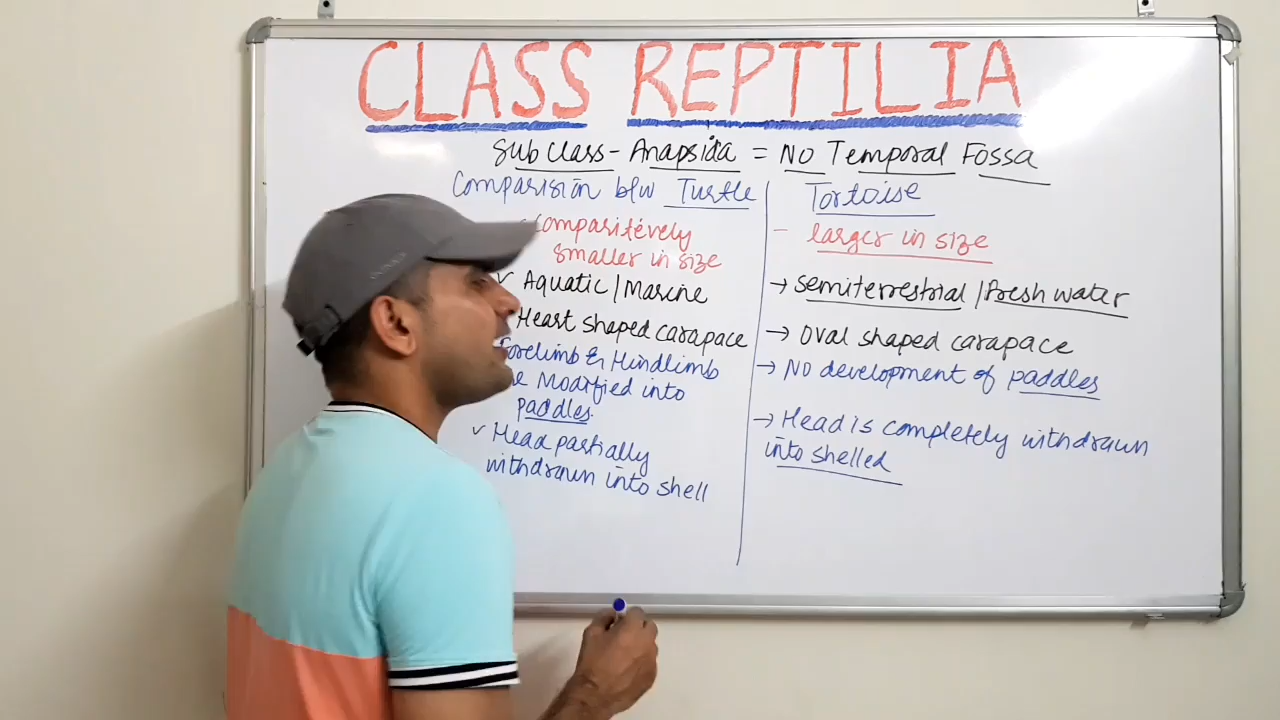 CLASS REPTILIA
Sub Class - Anapsida = No Temporal Fossa
Comparision b/w Turtle
Comparitévely
smaller in size
Aquatic / Marine
Heart shaped carapace
Forelimb & Hindlimb
Modified into
paddles.
Head partially
withdrawn into shell
Tortoise
- larger in size
→ Semiterrestrial / Fresh water
→ Oval shaped carapace
→ No development of paddles
→ Head is completely withdrawn
into shelled